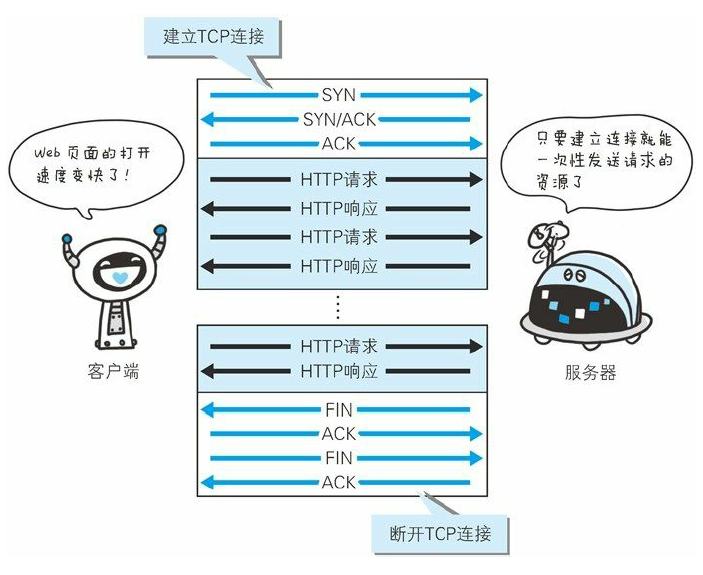 建立TCP连接
SYN
SYN/ACK
ACK
Web 页面的打开
速度变快了!
只要建立连接就能
一次性发送请求的
资源了
HTTP请求
HTTP响应
HTTP请求
HTTP响应
HTTP请求
HTTP响应
客户端
服务器
FIN
ACK
FIN
ACK
断开TCP连接